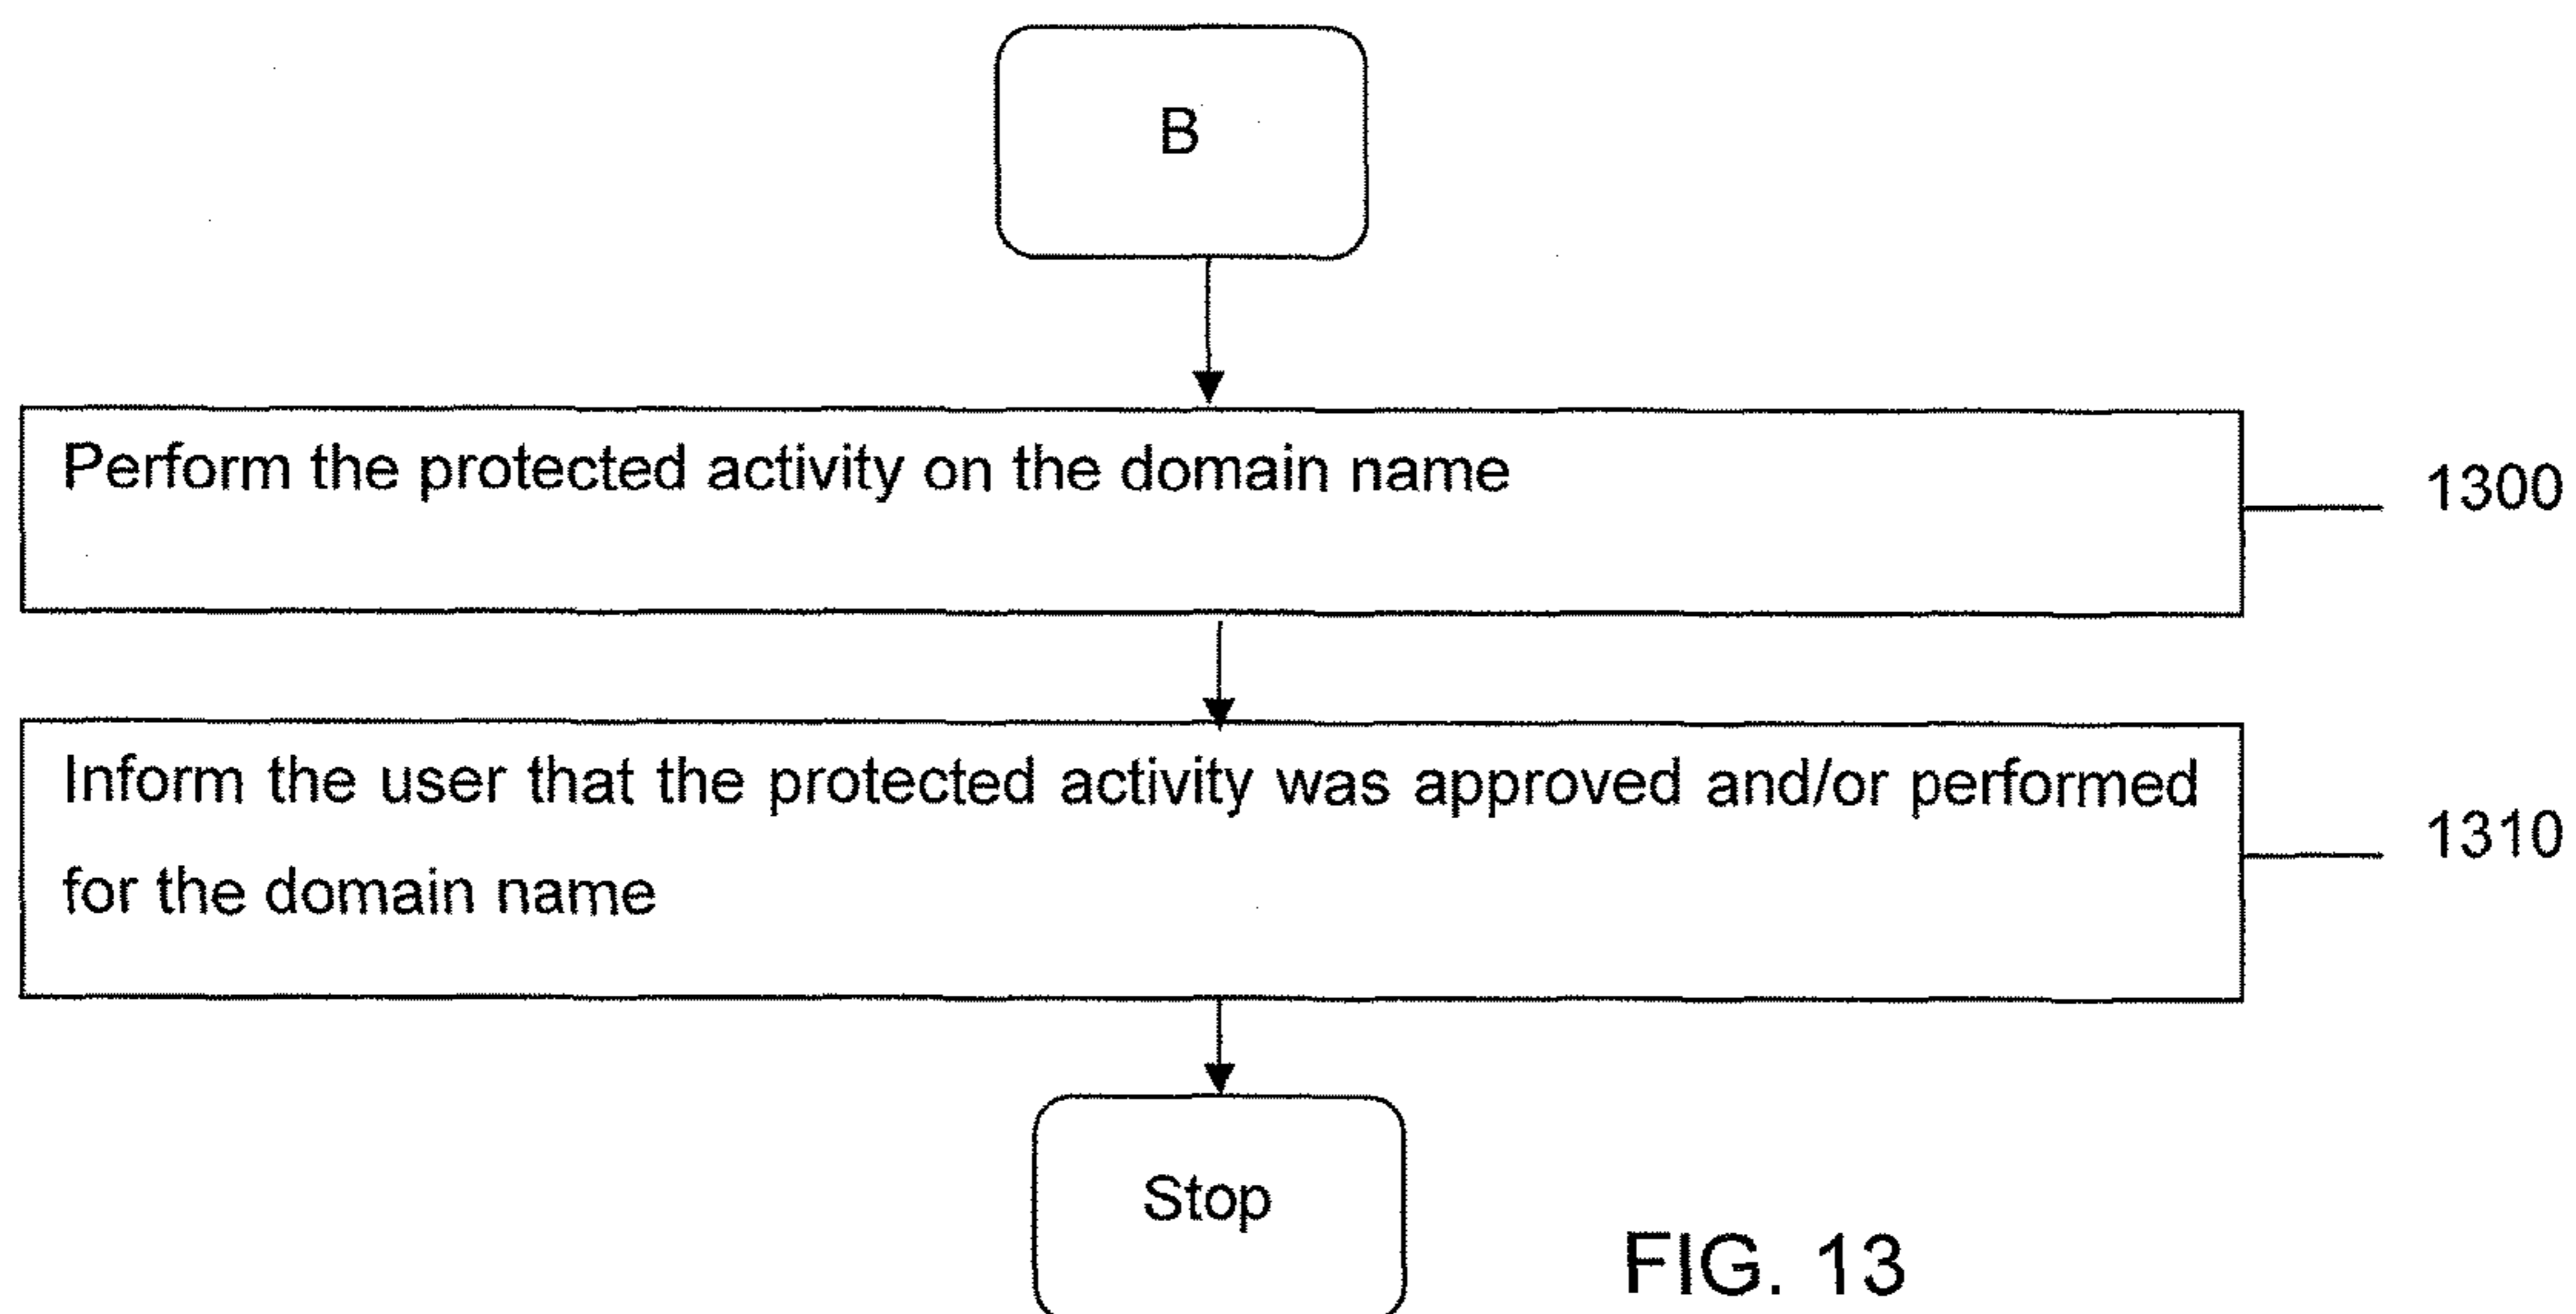 B
Perform the protected activity on the domain name
1300
Inform the user that the protected activity was approved and/or performed
for the domain name
1310
Stop
FIG. 13